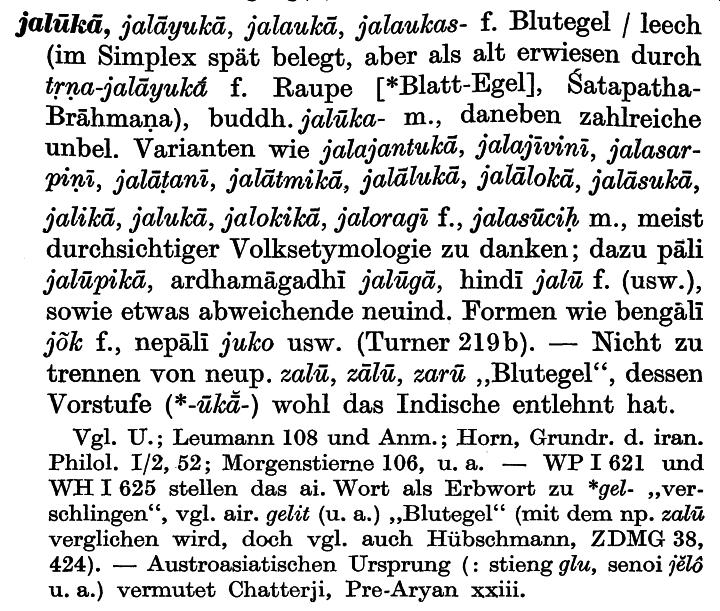 jalūkā, jalāyukā, jalaukā, jalaukas- f. Blutegel / leech
(im Simplex spät belegt, aber als alt erwiesen durch
tṛṇa-jalāyukā́ f. Raupe [*Blatt-Egel], Śatapatha-
Brāhmaṇa), buddh. jalūka- m., daneben zahlreiche
unbel. Varianten wie jalajantukā, jalajīvinī, jalasar-
piṇī, jalāṭanī, jalātmikā, jalālukā, jalālokā, jalāsukā,
jalikā, jalukā, jalokikā, jaloragī f., jalasūciḥ m., meist
durchsichtiger Volksetymologie zu danken; dazu pāli
jalūpikā, ardhamāgadhī jalūgā, hindī jalū f. (usw.),
sowie etwas abweichende neuind. Formen wie bengālī
jõk f., nepālī juko usw. (Turner 219b). — Nicht zu
trennen von neup. zalū, zālū, zarū „Blutegel“, dessen
Vorstufe (*-ūkā̆-) wohl das Indische entlehnt hat.
Vgl. U.; Leumann 108 und Anm.; Horn, Grundr. d. iran.
Philol. I/2, 52; Morgenstierne 106, u. a. — WP I 621 und
WH I 625 stellen das ai. Wort als Erbwort zu *gel- „ver-
schlingen“, vgl. air. gelit (u. a.) „Blutegel“ (mit dem np. zalū
verglichen wird, doch vgl. auch Hübschmann, ZDMG 38,
424). — Austroasiatischen Ursprung (: stieng glu, senoi jĕlô
u. a.) vermutet Chatterji, Pre-Aryan xxiii.